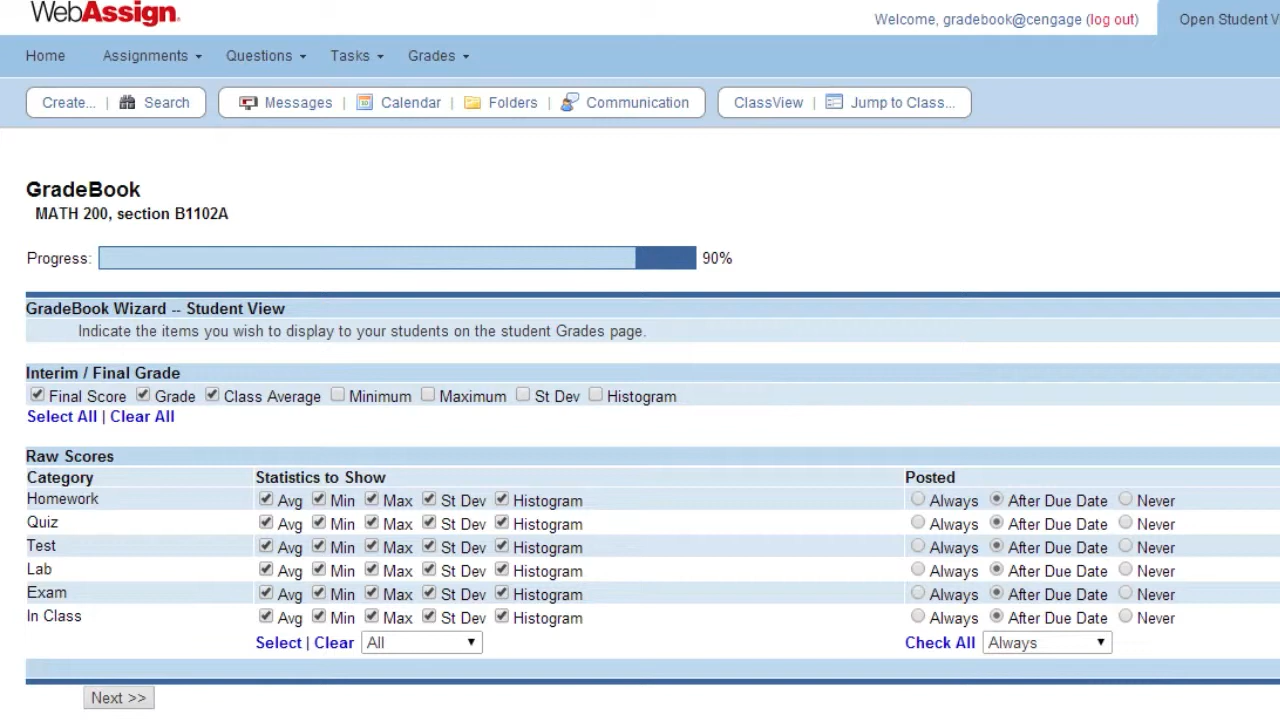 WebAssign.
Welcome, gradebook@cengage (log out)
Open Student V
Home Assignments Questions Tasks Grades
Create... | Search Messages | Calendar | Folders | Communication ClassView | Jump to Class...
GradeBook
MATH 200, section B1102A
Progress: 90%
GradeBook Wizard -- Student View
Indicate the items you wish to display to your students on the student Grades page.
Interim / Final Grade
Final Score Grade Class Average Minimum Maximum St Dev Histogram
Select All | Clear All
Raw Scores
Category Statistics to Show Posted
Homework Avg Min Max St Dev Histogram Always After Due Date Never
Quiz Avg Min Max St Dev Histogram Always After Due Date Never
Test Avg Min Max St Dev Histogram Always After Due Date Never
Lab Avg Min Max St Dev Histogram Always After Due Date Never
Exam Avg Min Max St Dev Histogram Always After Due Date Never
In Class Avg Min Max St Dev Histogram Always After Due Date Never
Select | Clear All Check All Always
Next >>